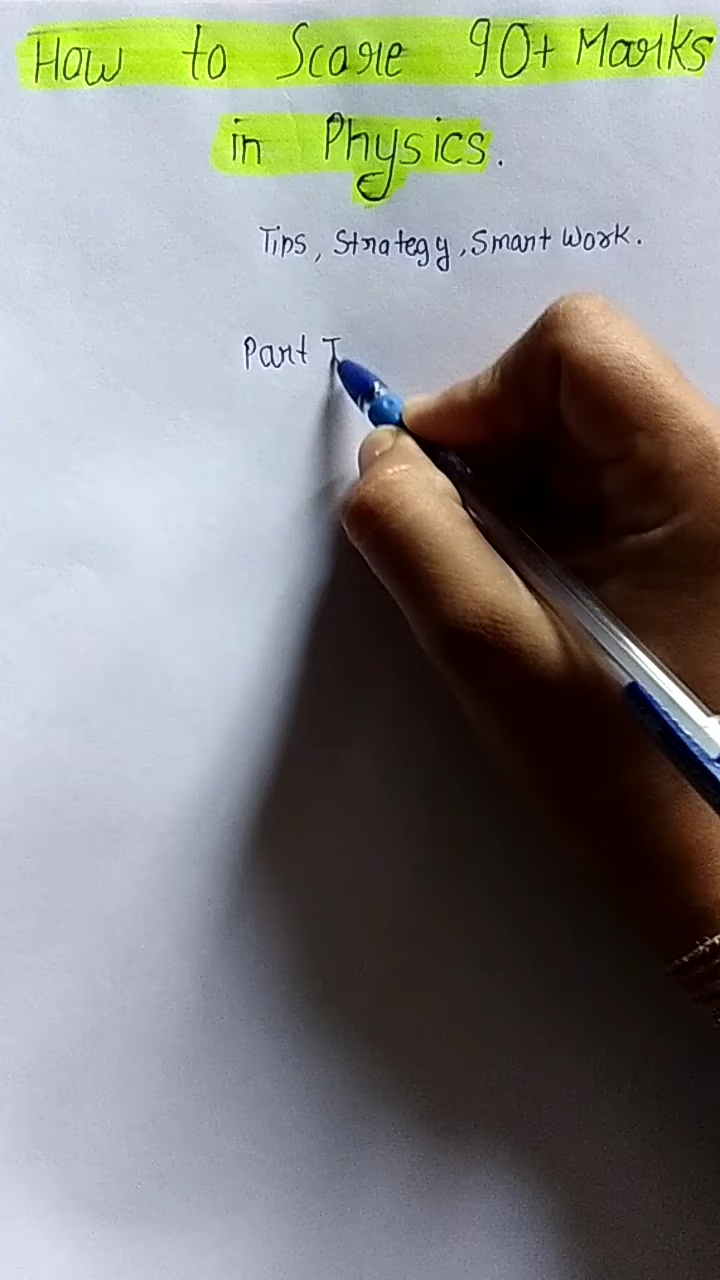 How to Score 90+ Marks
in Physics.
Tips, Strategy, Smart Work.
Part I